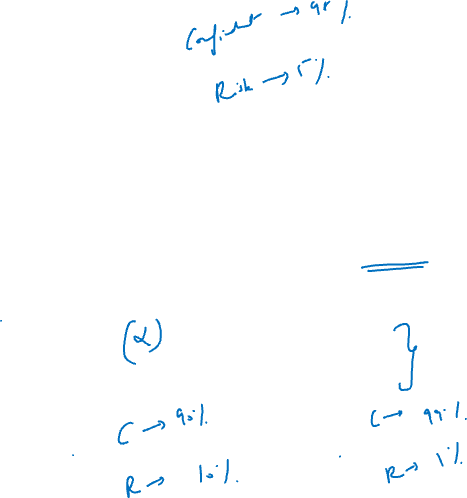 Confident → 95%.
Risk → 5%.
(α)
C → 90%.
C → 99%.
R → 10%.
R → 1%.